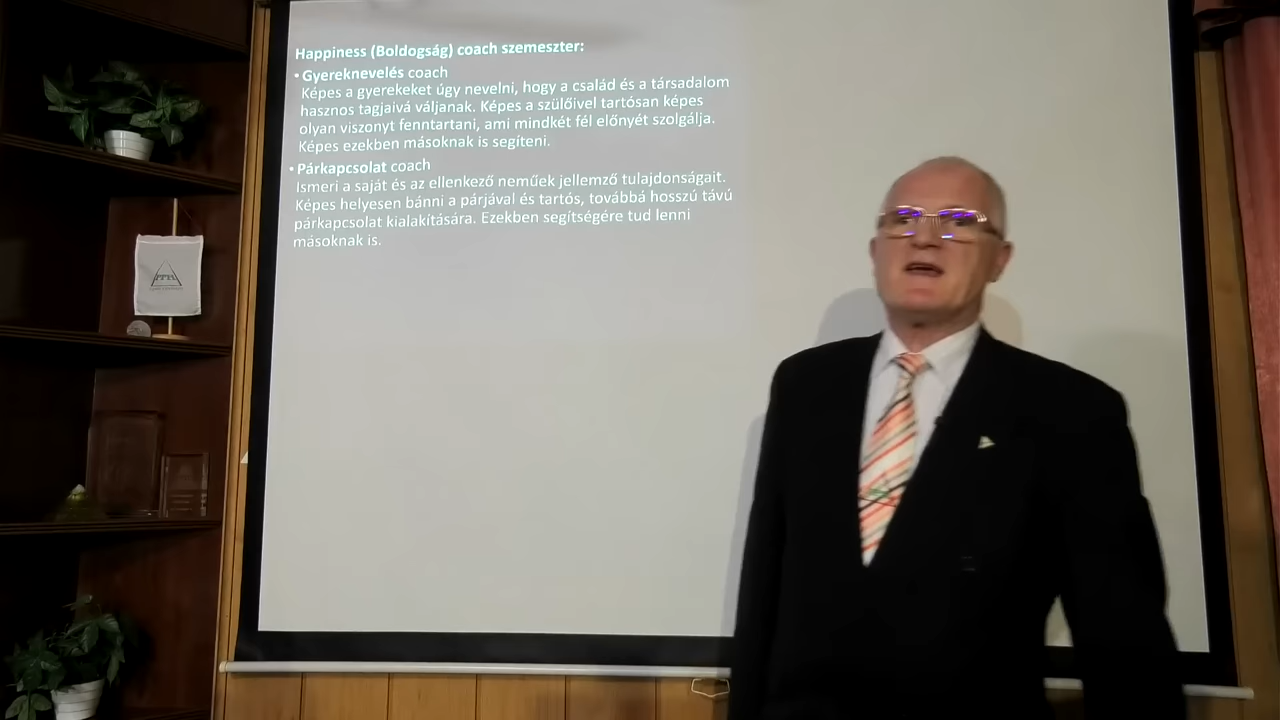 Happiness (Boldogság) coach szemeszter:
• Gyereknevelés coach
Képes a gyerekeket úgy nevelni, hogy a család és a társadalom
hasznos tagjaivá váljanak. Képes a szülőivel tartósan képes
olyan viszonyt fenntartani, ami mindkét fél előnyét szolgálja.
Képes ezekben másoknak is segíteni.
• Párkapcsolat coach
Ismeri a saját és az ellenkező neműek jellemző tulajdonságait.
Képes helyesen bánni a párjával és tartós, továbbá hosszú távú
párkapcsolat kialakítására. Ezekben segítségére tud lenni
másoknak is.